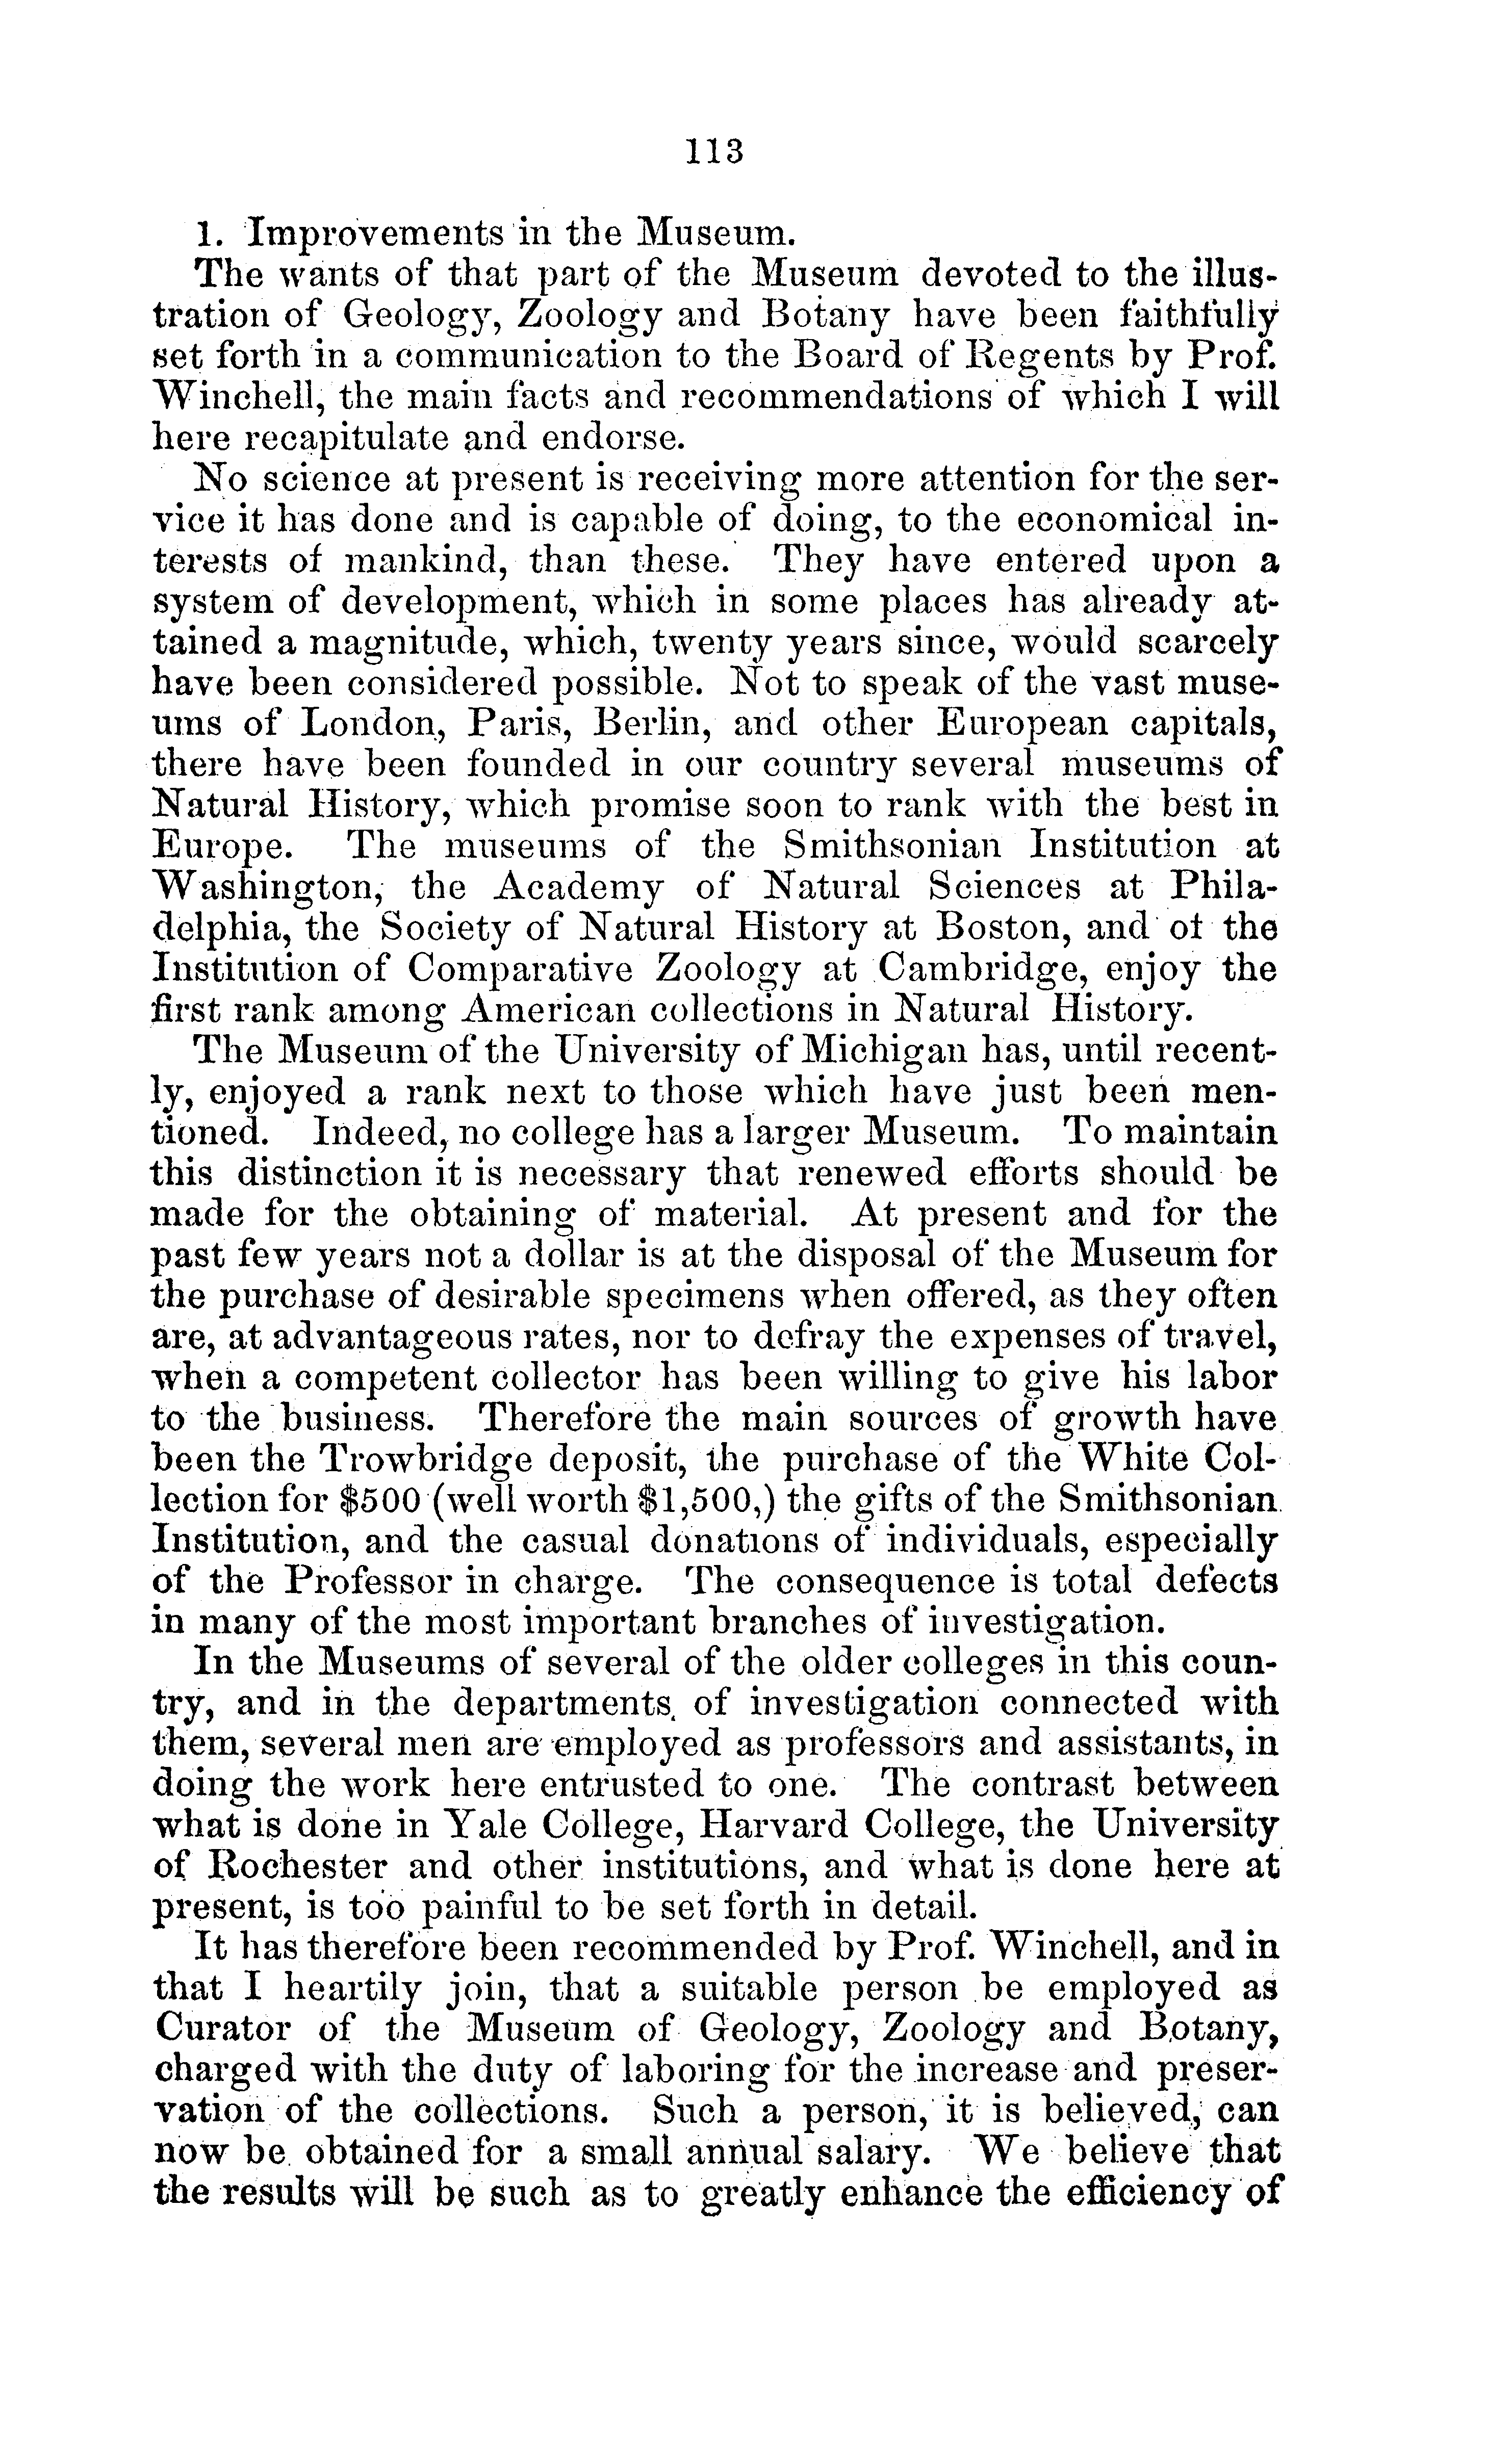 113
1. Improvements in the Museum.
The wants of that part of the Museum devoted to the illus-
tration of Geology, Zoology and Botany have been faithfully
set forth in a communication to the Board of Regents by Prof.
Winchell, the main facts and recommendations of which I will
here recapitulate and endorse.
No science at present is receiving more attention for the ser-
vice it has done and is capable of doing, to the economical in-
terests of mankind, than these. They have entered upon a
system of development, which in some places has already at-
tained a magnitude, which, twenty years since, would scarcely
have been considered possible. Not to speak of the vast muse-
ums of London, Paris, Berlin, and other European capitals,
there have been founded in our country several museums of
Natural History, which promise soon to rank with the best in
Europe. The museums of the Smithsonian Institution at
Washington, the Academy of Natural Sciences at Phila-
delphia, the Society of Natural History at Boston, and of the
Institution of Comparative Zoology at Cambridge, enjoy the
first rank among American collections in Natural History.
The Museum of the University of Michigan has, until recent-
ly, enjoyed a rank next to those which have just been men-
tioned. Indeed, no college has a larger Museum. To maintain
this distinction it is necessary that renewed efforts should be
made for the obtaining of material. At present and for the
past few years not a dollar is at the disposal of the Museum for
the purchase of desirable specimens when offered, as they often
are, at advantageous rates, nor to defray the expenses of travel,
when a competent collector has been willing to give his labor
to the business. Therefore the main sources of growth have
been the Trowbridge deposit, the purchase of the White Col-
lection for $500 (well worth $1,500,) the gifts of the Smithsonian
Institution, and the casual donations of individuals, especially
of the Professor in charge. The consequence is total defects
in many of the most important branches of investigation.
In the Museums of several of the older colleges in this coun-
try, and in the departments of investigation connected with
them, several men are employed as professors and assistants, in
doing the work here entrusted to one. The contrast between
what is done in Yale College, Harvard College, the University
of Rochester and other institutions, and what is done here at
present, is too painful to be set forth in detail.
It has therefore been recommended by Prof. Winchell, and in
that I heartily join, that a suitable person be employed as
Curator of the Museum of Geology, Zoology and Botany,
charged with the duty of laboring for the increase and preser-
vation of the collections. Such a person, it is believed, can
now be obtained for a small annual salary. We believe that
the results will be such as to greatly enhance the efficiency of